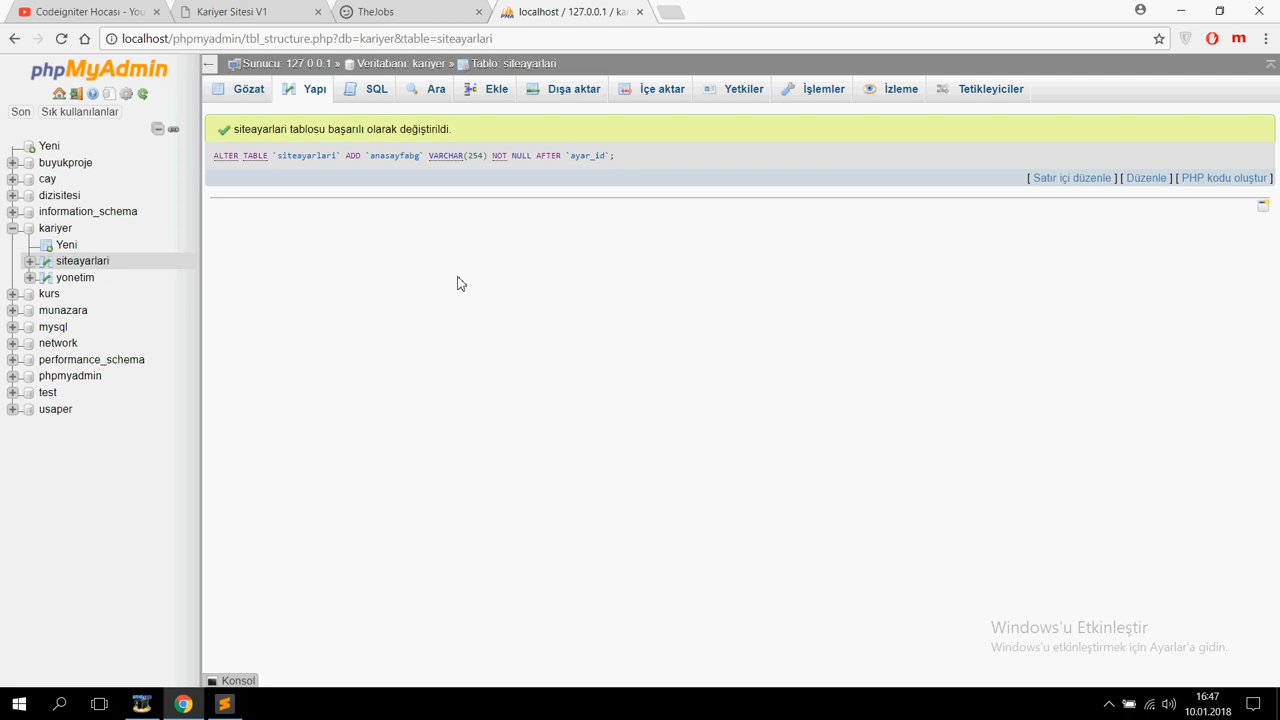 Codeigniter Hocası - You
Kariyer Sitesi V1
TheJobs
localhost / 127.0.0.1 / ka
localhost/phpmyadmin/tbl_structure.php?db=kariyer&table=siteayarlari
phpMyAdmin
Son
Sık kullanılanlar
Yeni
buyukproje
cay
dizisitesi
information_schema
kariyer
Yeni
siteayarlari
yonetim
kurs
munazara
mysql
network
performance_schema
phpmyadmin
test
usaper
Sunucu: 127.0.0.1 » Veritabanı: kariyer » Tablo: siteayarlari
Gözat Yapı SQL Ara Ekle Dışa aktar İçe aktar Yetkiler İşlemler İzleme Tetikleyiciler
siteayarlari tablosu başarılı olarak değiştirildi.
ALTER TABLE `siteayarlari` ADD `anasayfabg` VARCHAR(254) NOT NULL AFTER `ayar_id`;
[ Satır içi düzenle ] [ Düzenle ] [ PHP kodu oluştur ]
Windows'u Etkinleştir
Windows'u etkinleştirmek için Ayarlar'a gidin.
Konsol
16:47
10.01.2018